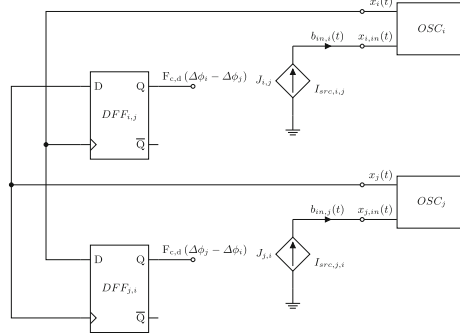 x_i(t)
OSC_i
b_{in,i}(t) x_{i,in}(t)
D Q F_{c,d}(Δϕ_i − Δϕ_j)
J_{i,j}
I_{src,i,j}
DFF_{i,j}
Q̅
x_j(t)
OSC_j
b_{in,j}(t) x_{j,in}(t)
D Q F_{c,d}(Δϕ_j − Δϕ_i)
J_{j,i}
I_{src,j,i}
DFF_{j,i}
Q̅